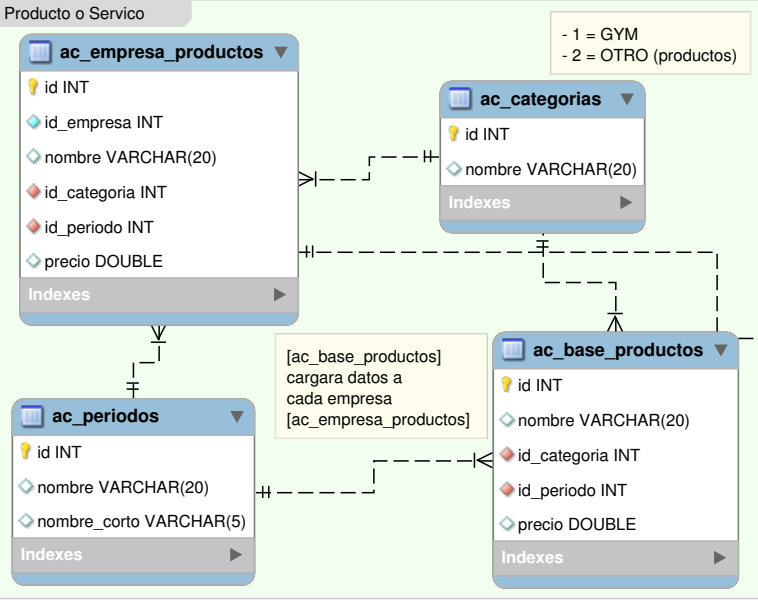 Producto o Servico
ac_empresa_productos
id INT
id_empresa INT
nombre VARCHAR(20)
id_categoria INT
id_periodo INT
precio DOUBLE
Indexes
- 1 = GYM
- 2 = OTRO (productos)
ac_categorias
id INT
nombre VARCHAR(20)
Indexes
[ac_base_productos]
cargara datos a
cada empresa
[ac_empresa_productos]
ac_periodos
id INT
nombre VARCHAR(20)
nombre_corto VARCHAR(5)
Indexes
ac_base_productos
id INT
nombre VARCHAR(20)
id_categoria INT
id_periodo INT
precio DOUBLE
Indexes